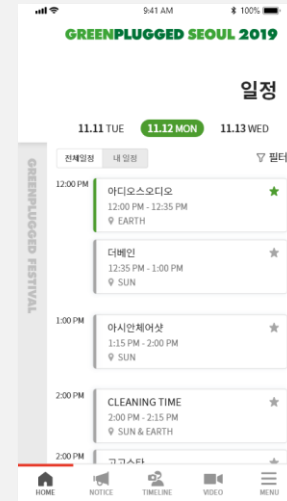 9:41 AM
100%
GREENPLUGGED SEOUL 2019
일정
11.11 TUE
11.12 MON
11.13 WED
전체일정
내 일정
필터
GREENPLUGGED FESTIVAL
12:00 PM
아디오스오디오
12:00 PM - 12:35 PM
EARTH
더베인
12:35 PM - 1:00 PM
SUN
1:00 PM
아시안체어샷
1:15 PM - 2:00 PM
SUN
2:00 PM
CLEANING TIME
2:00 PM - 2:15 PM
SUN & EARTH
2:00 PM
고고스타
HOME
NOTICE
TIMELINE
VIDEO
MENU